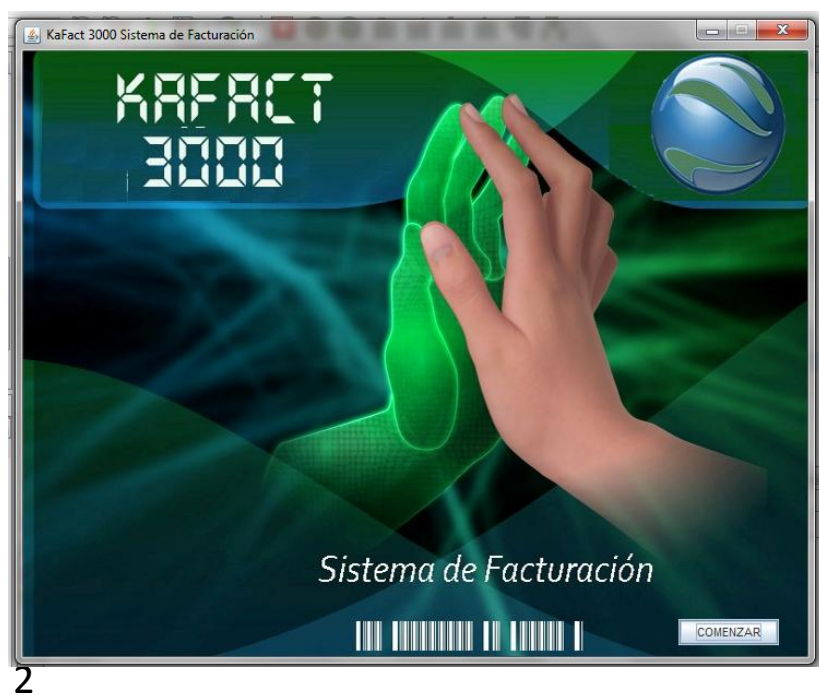 KaFact 3000 Sistema de Facturación
KAFACT
3000
Sistema de Facturación
COMENZAR
2